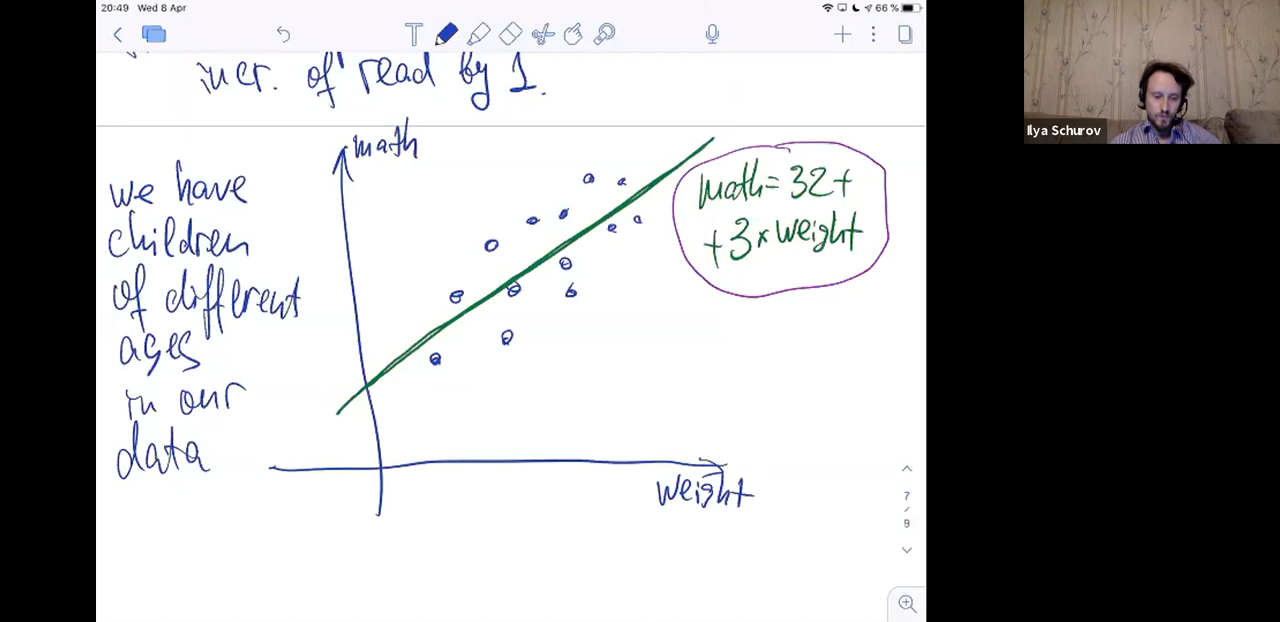 20:49 Wed 8 Apr
66 %
T
incr. of read by 1.
math
we have
children
of different
ages
in our
data
math = 32 +
+ 3 × weight
weight
7
/
9
Ilya Schurov